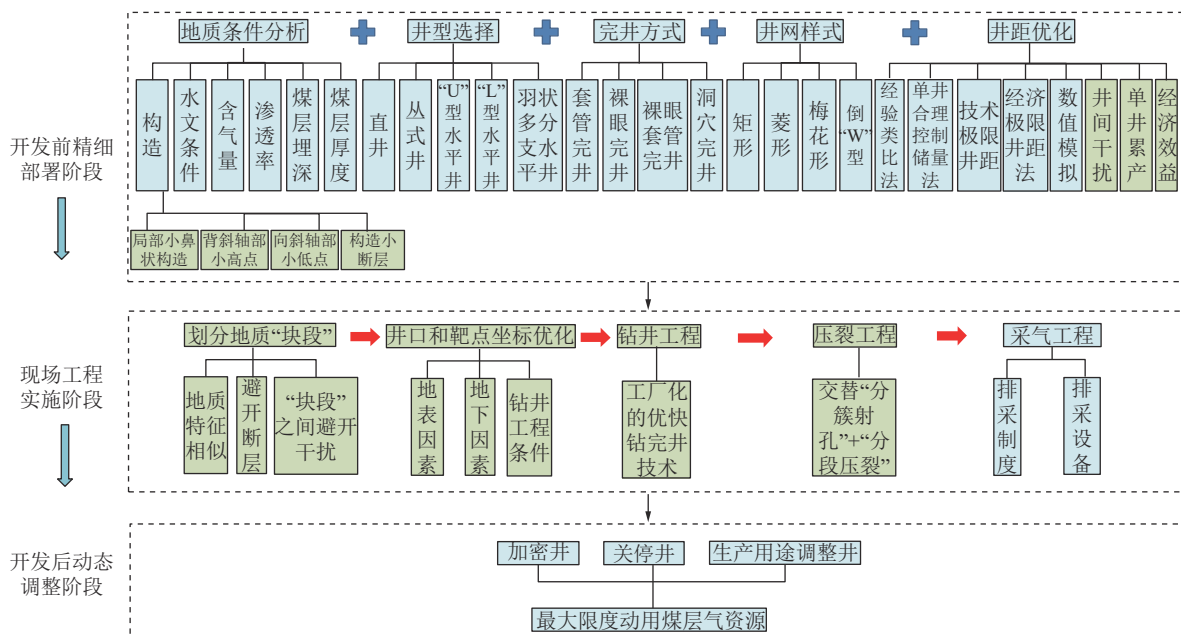 地质条件分析
井型选择
完井方式
井网样式
井距优化
构造
水文条件
含气量
渗透率
煤层埋深
煤层厚度
直井
丛式井
“U”型水平井
“L”型水平井
羽状多分支水平井
套管完井
裸眼完井
裸眼套管完井
洞穴完井
矩形
菱形
梅花形
倒“W”型
经验类比法
单井合理控制储量法
技术极限井距
经济极限井距法
数值模拟
井间干扰
单井累产
经济效益
开发前精细
部署阶段
局部小鼻
状构造
背斜轴部
小高点
向斜轴部
小低点
构造小
断层
划分地质“块段”
井口和靶点坐标优化
钻井工程
压裂工程
采气工程
现场工程
实施阶段
地质
特征
相似
避开断层
“块段”
之间避开
干扰
地表因素
地下因素
钻井
工程
条件
工厂化
的优快
钻完井
技术
交替“分
簇射
孔”+“分
段压裂”
排采制度
排采设备
开发后动态
调整阶段
加密井
关停井
生产用途调整井
最大限度动用煤层气资源